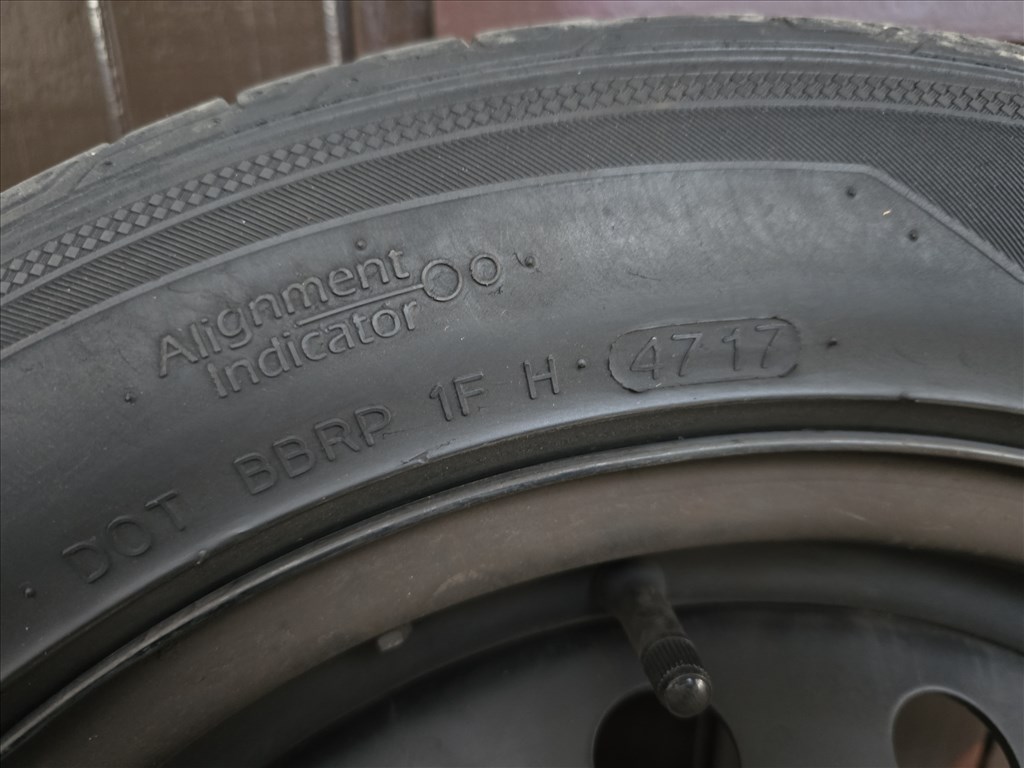 Alignment
Indicator
DOT BBRP 1F H 4717